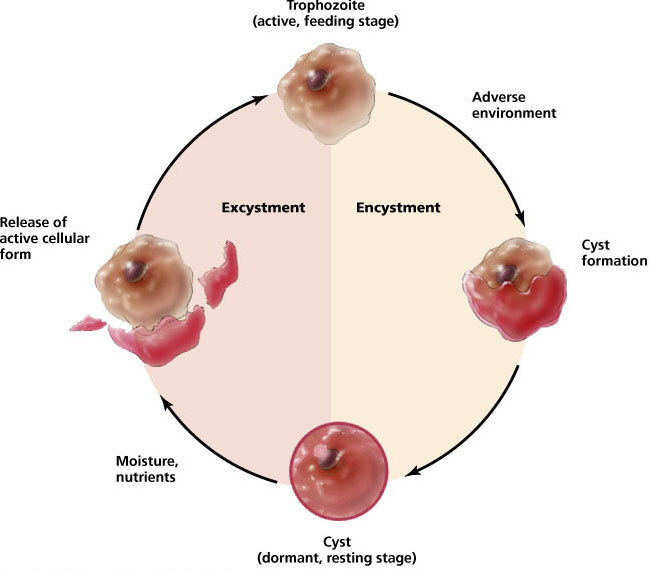 Trophozoite
(active, feeding stage)
Adverse
environment
Excystment
Encystment
Release of
active cellular
form
Cyst
formation
Moisture,
nutrients
Cyst
(dormant, resting stage)